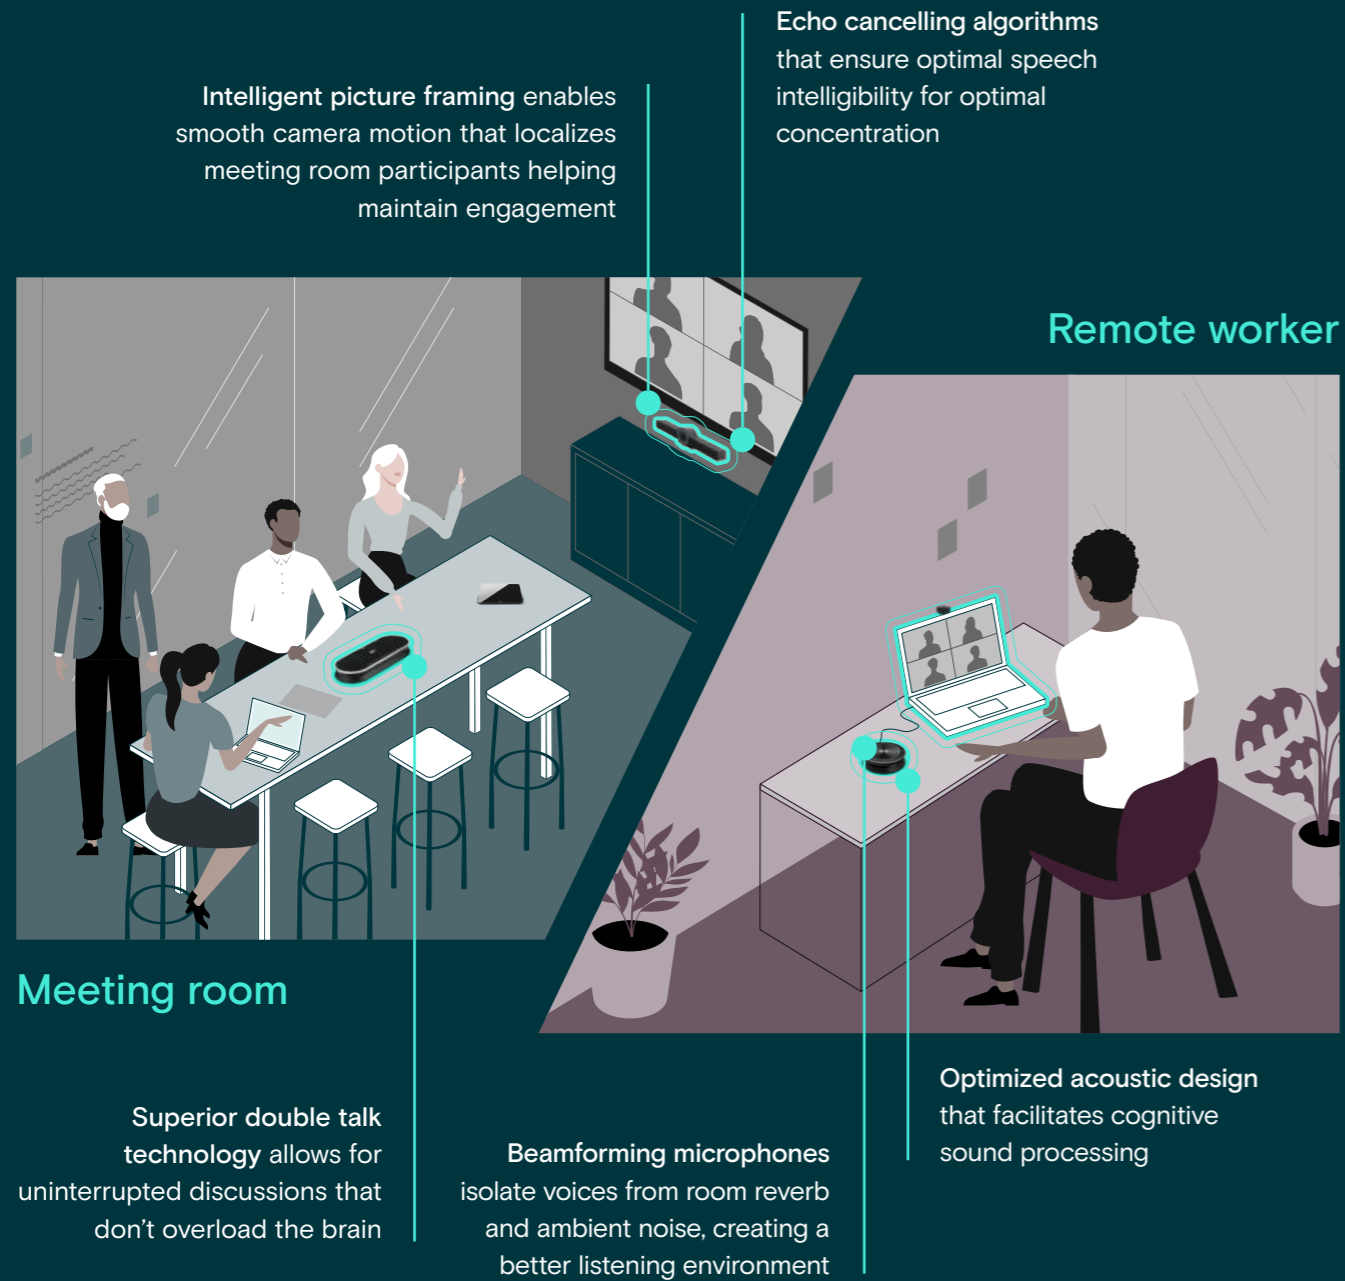 Echo cancelling algorithms
that ensure optimal speech
intelligibility for optimal
concentration
Intelligent picture framing enables
smooth camera motion that localizes
meeting room participants helping
maintain engagement
Remote worker
Meeting room
Superior double talk
technology allows for
uninterrupted discussions that
don’t overload the brain
Beamforming microphones
isolate voices from room reverb
and ambient noise, creating a
better listening environment
Optimized acoustic design
that facilitates cognitive
sound processing